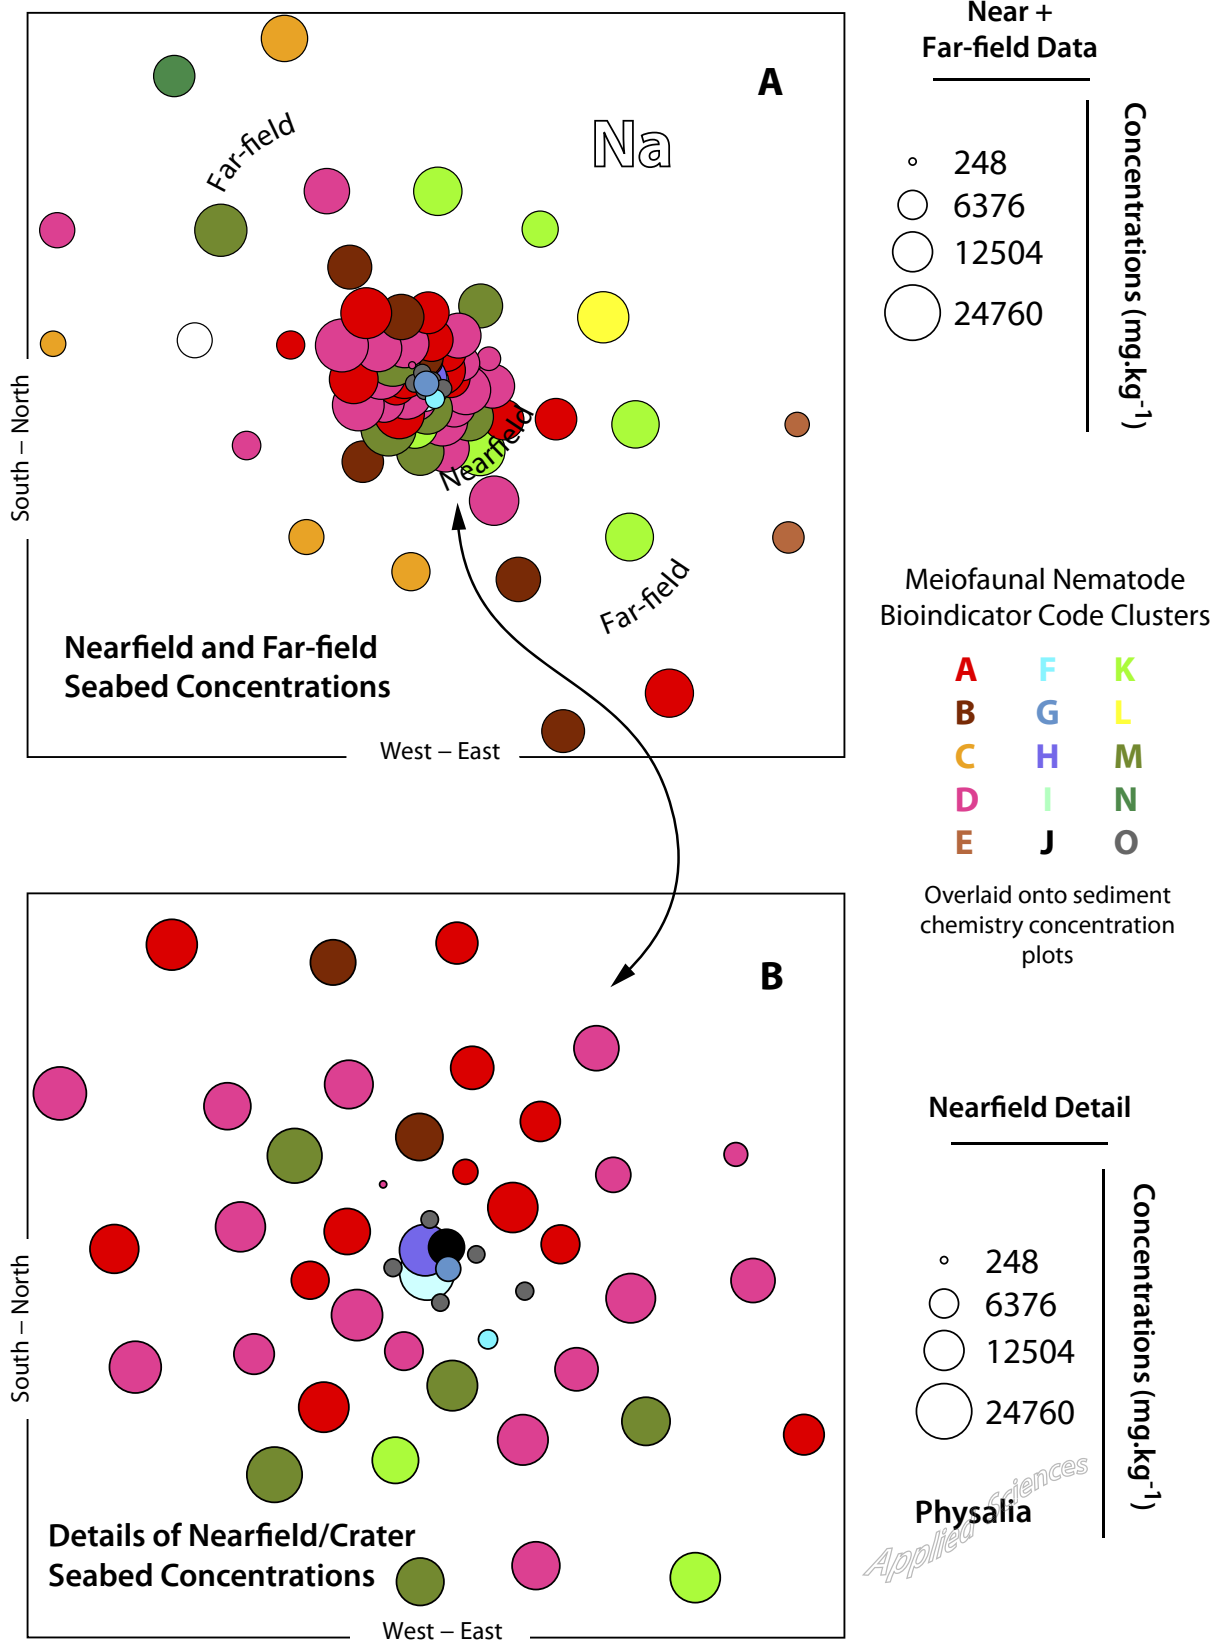 Near +
Far-field Data
A
Na
Far-field
Concentrations (mg.kg-1)
248
6376
12504
24760
South – North
Nearfield
Far-field
Nearfield and Far-field
Seabed Concentrations
West – East
Meiofaunal Nematode
Bioindicator Code Clusters
A F K
B G L
C H M
D I N
E J O
Overlaid onto sediment
chemistry concentration
plots
B
Nearfield Detail
Concentrations (mg.kg-1)
248
6376
12504
24760
South – North
Physalia
Applied Sciences
Details of Nearfield/Crater
Seabed Concentrations
West – East